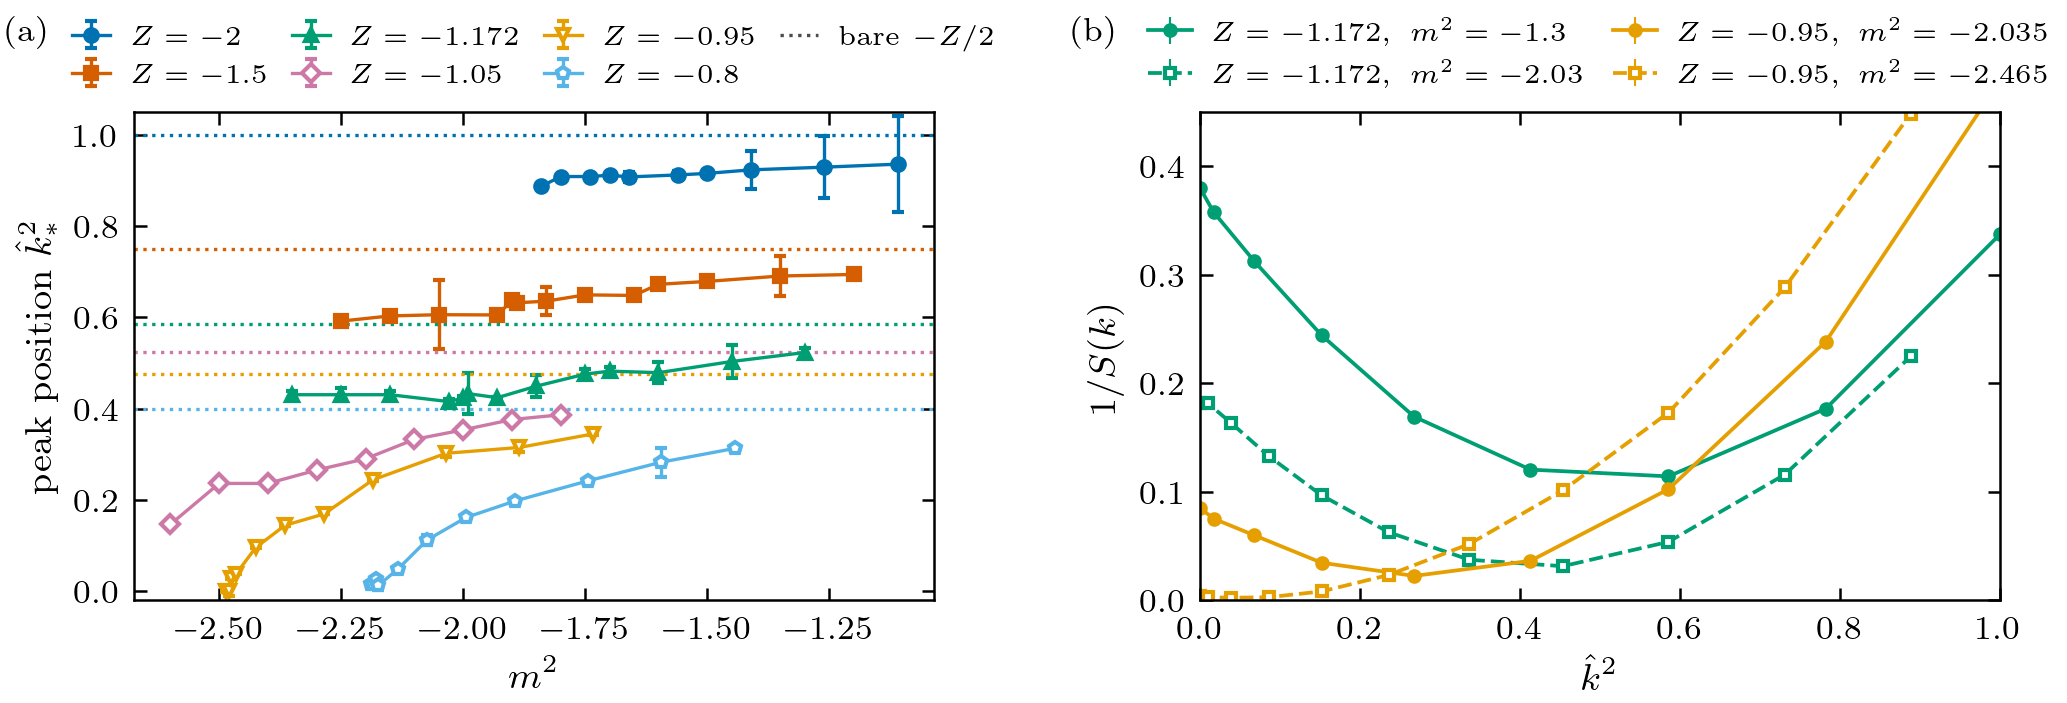 (a) Z = −2 Z = −1.172 Z = −0.95 bare −Z/2
Z = −1.5 Z = −1.05 Z = −0.8
1.0
0.8
0.6
0.4
0.2
0.0
peak position k̂²∗
−2.50 −2.25 −2.00 −1.75 −1.50 −1.25
m²
(b) Z = −1.172, m² = −1.3 Z = −0.95, m² = −2.035
Z = −1.172, m² = −2.03 Z = −0.95, m² = −2.465
0.4
0.3
0.2
0.1
0.0
1/S(k)
0.0 0.2 0.4 0.6 0.8 1.0
k̂²